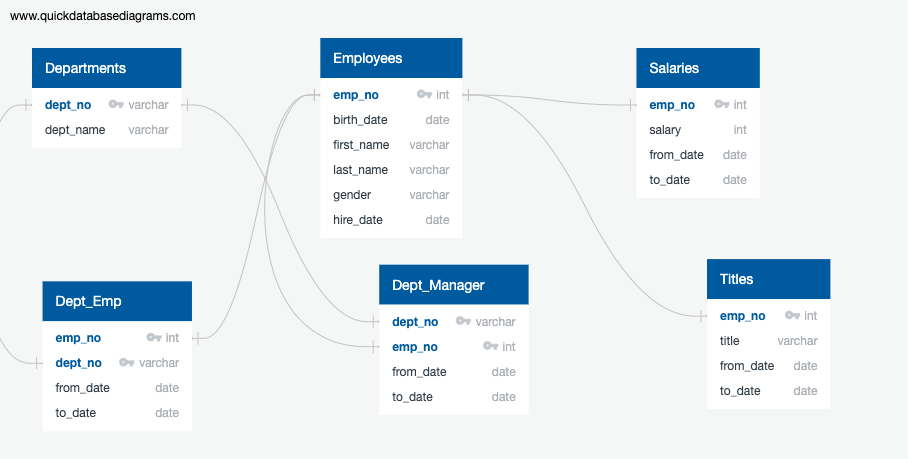 www.quickdatabasediagrams.com
Departments
dept_no varchar
dept_name varchar
Employees
emp_no int
birth_date date
first_name varchar
last_name varchar
gender varchar
hire_date date
Salaries
emp_no int
salary int
from_date date
to_date date
Dept_Emp
emp_no int
dept_no varchar
from_date date
to_date date
Dept_Manager
dept_no varchar
emp_no int
from_date date
to_date date
Titles
emp_no int
title varchar
from_date date
to_date date